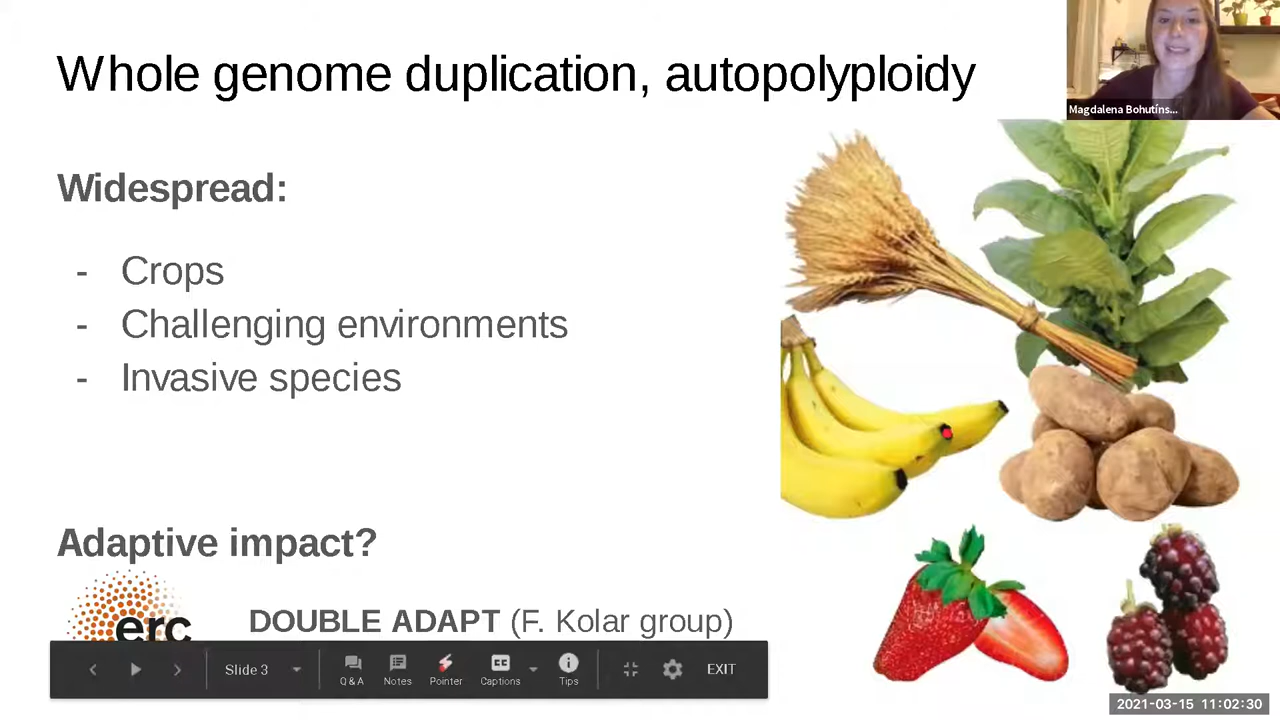 Whole genome duplication, autopolyploidy
Magdalena Bohutíns...
Widespread:
- Crops
- Challenging environments
- Invasive species
Adaptive impact?
erc
DOUBLE ADAPT (F. Kolar group)
Slide 3
Q & A
Notes
Pointer
CC
Captions
Tips
EXIT
2021-03-15 11:02:30